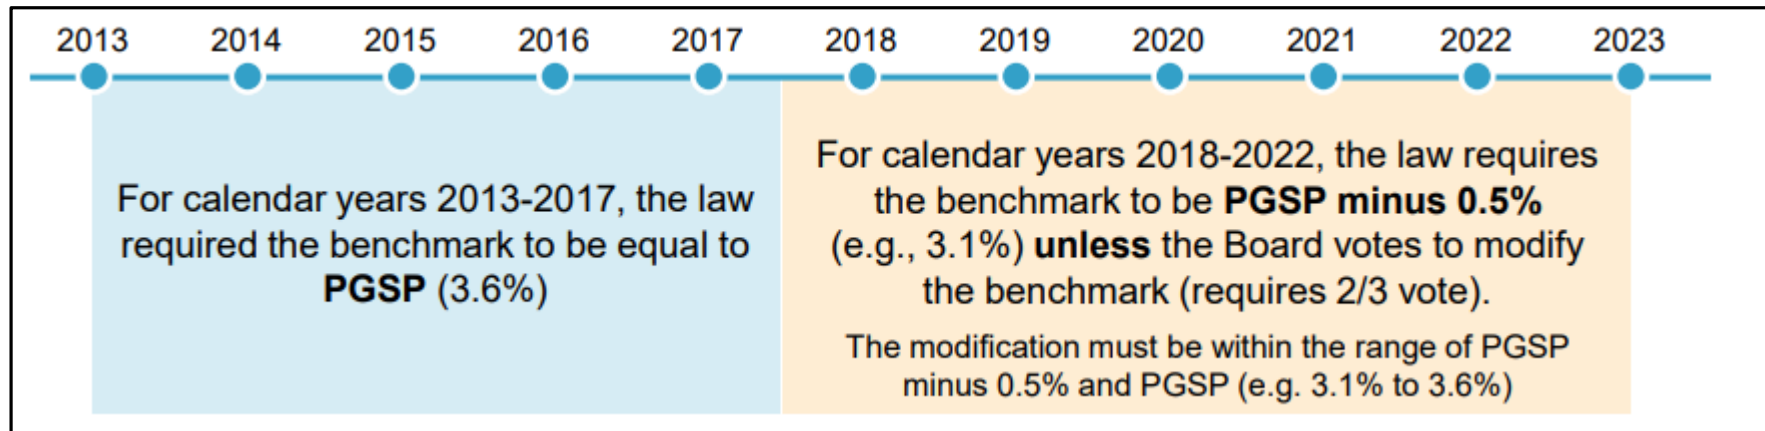 2013 2014 2015 2016 2017 2018 2019 2020 2021 2022 2023
For calendar years 2013-2017, the law
required the benchmark to be equal to
PGSP (3.6%)
For calendar years 2018-2022, the law requires
the benchmark to be PGSP minus 0.5%
(e.g., 3.1%) unless the Board votes to modify
the benchmark (requires 2/3 vote).
The modification must be within the range of PGSP
minus 0.5% and PGSP (e.g. 3.1% to 3.6%)